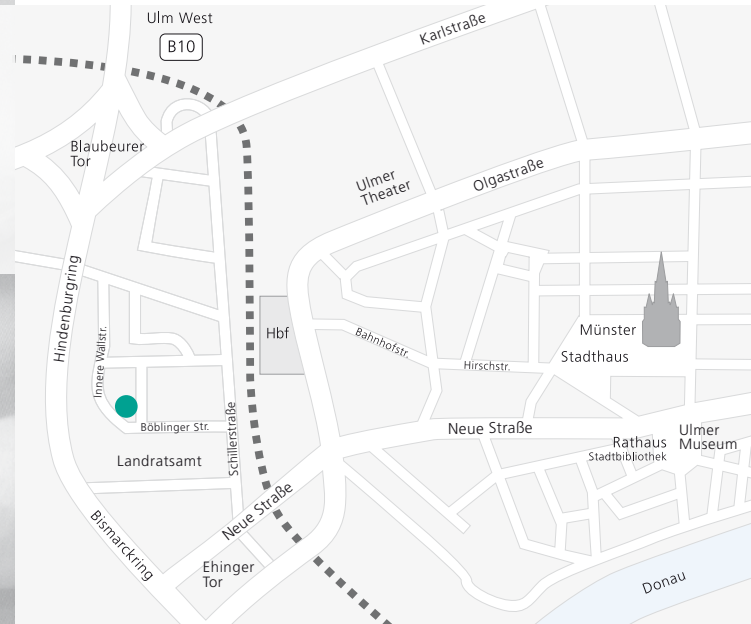 Ulm West
B10
Karlstraße
Blaubeurer
Tor
Ulmer
Theater
Olgastraße
Hindenburgring
Innere Wallstr.
Hbf
Bahnhofstr.
Hirschstr.
Münster
Stadthaus
Böblinger Str.
Schillerstraße
Neue Straße
Rathaus
Stadtbibliothek
Ulmer
Museum
Landratsamt
Bismarckring
Neue Straße
Ehinger
Tor
Donau